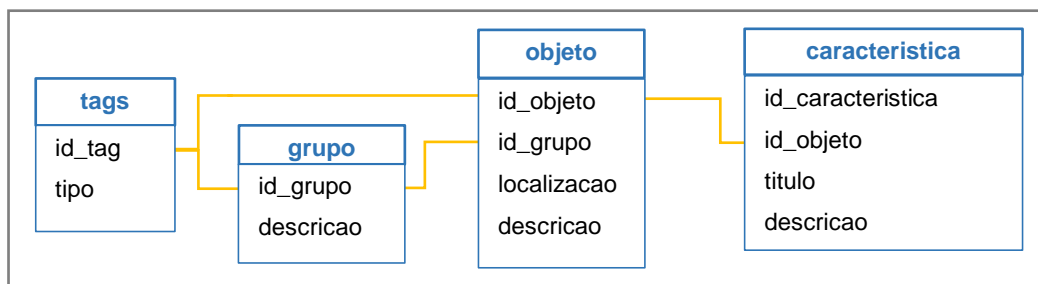 tags
id_tag
tipo
grupo
id_grupo
descricao
objeto
id_objeto
id_grupo
localizacao
descricao
caracteristica
id_caracteristica
id_objeto
titulo
descricao